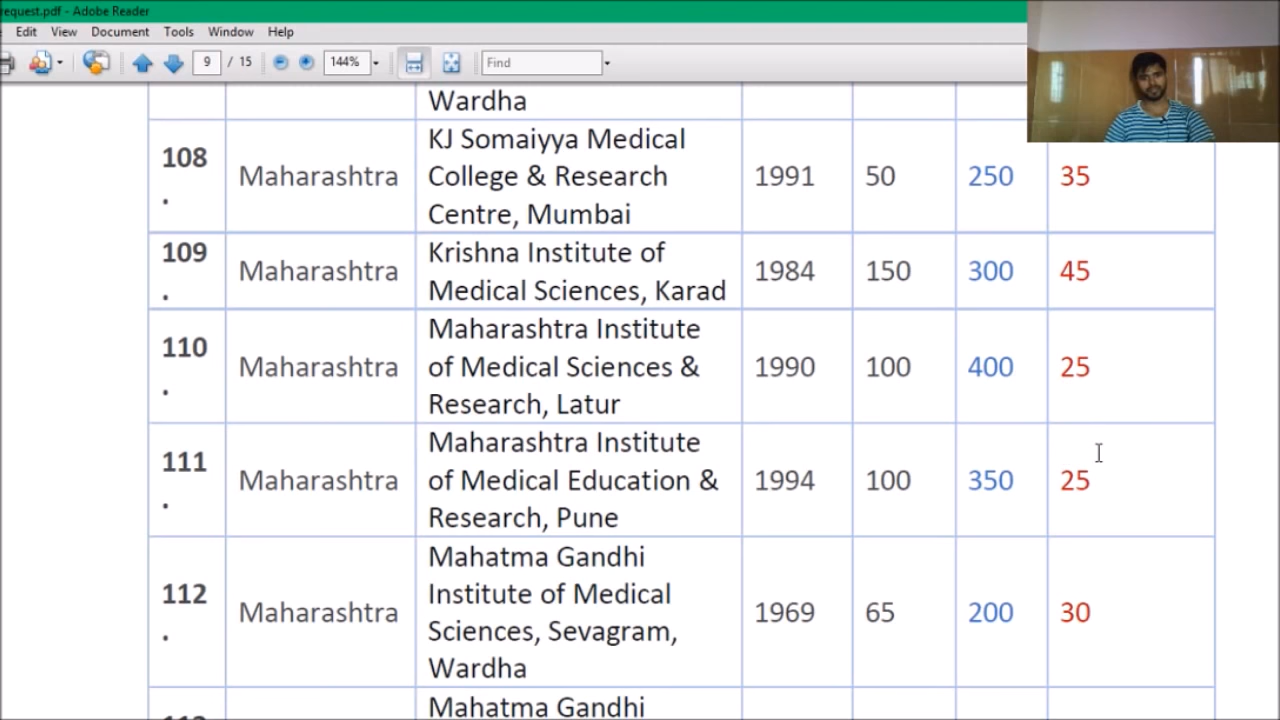 request.pdf - Adobe Reader
Edit View Document Tools Window Help
9 / 15 144% Find
Wardha
108
.
Maharashtra
KJ Somaiyya Medical
College & Research
Centre, Mumbai
1991 50 250 35
109
.
Maharashtra
Krishna Institute of
Medical Sciences, Karad
1984 150 300 45
110
.
Maharashtra
Maharashtra Institute
of Medical Sciences &
Research, Latur
1990 100 400 25
111
.
Maharashtra
Maharashtra Institute
of Medical Education &
Research, Pune
1994 100 350 25
112
.
Maharashtra
Mahatma Gandhi
Institute of Medical
Sciences, Sevagram,
Wardha
1969 65 200 30
Mahatma Gandhi